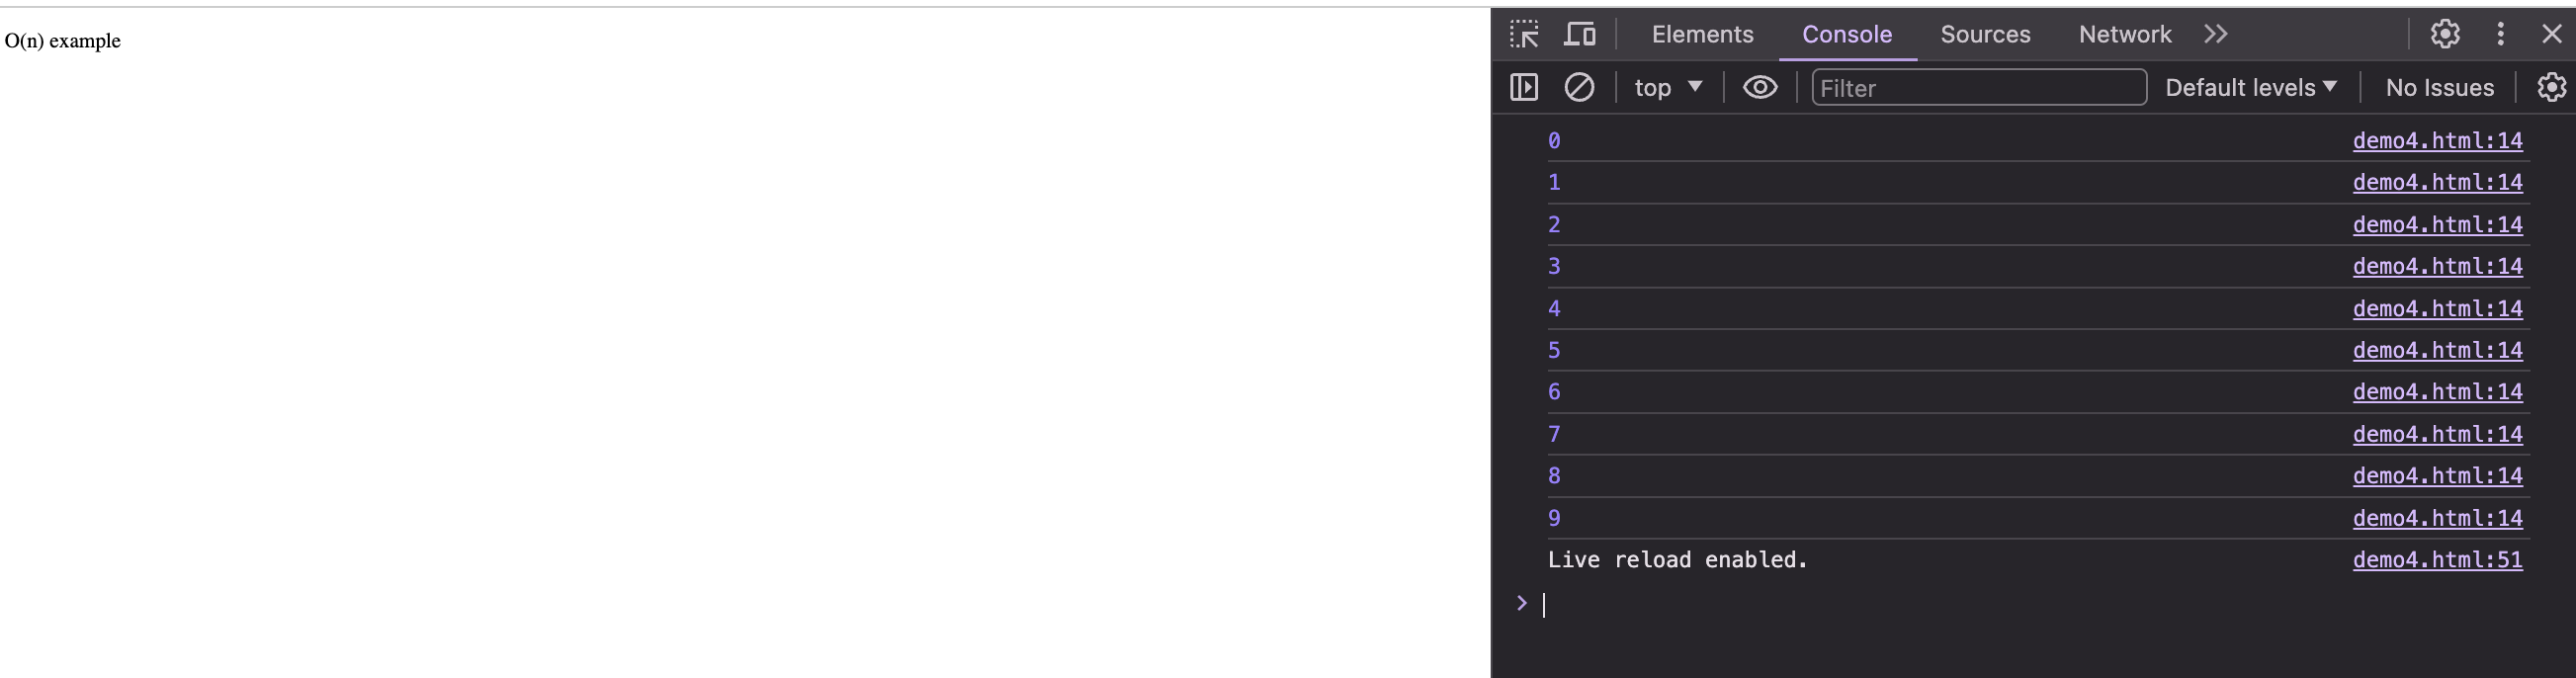 O(n) example
Elements Console Sources Network
top Filter Default levels No Issues
0 demo4.html:14
1 demo4.html:14
2 demo4.html:14
3 demo4.html:14
4 demo4.html:14
5 demo4.html:14
6 demo4.html:14
7 demo4.html:14
8 demo4.html:14
9 demo4.html:14
Live reload enabled. demo4.html:51